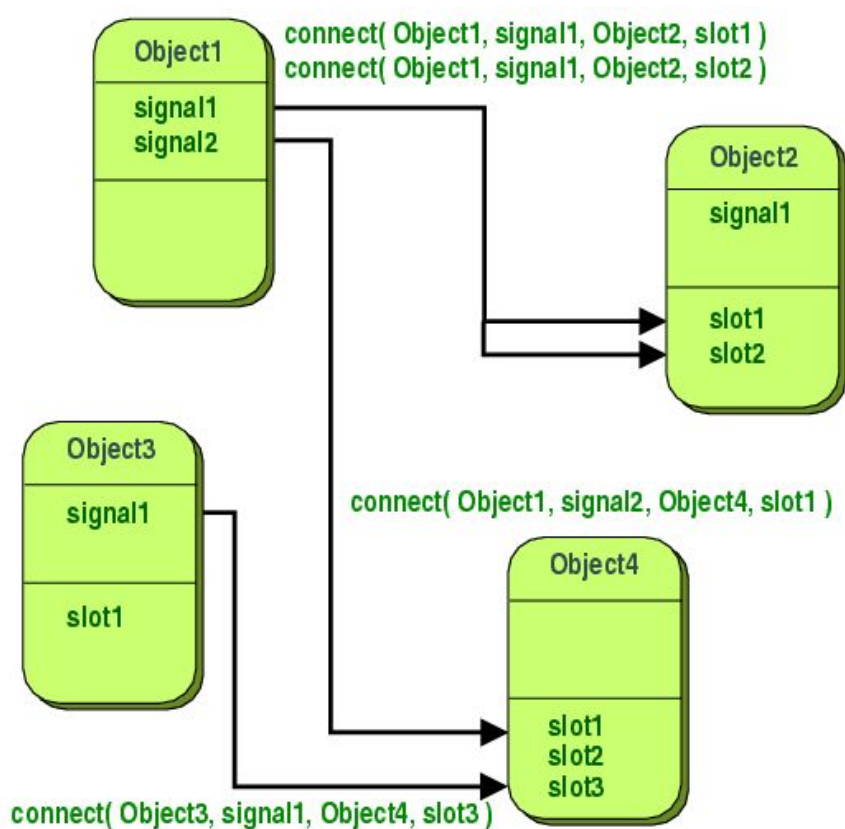 Object1
signal1
signal2
connect( Object1, signal1, Object2, slot1 )
connect( Object1, signal1, Object2, slot2 )
Object2
signal1
slot1
slot2
Object3
signal1
slot1
connect( Object1, signal2, Object4, slot1 )
Object4
slot1
slot2
slot3
connect( Object3, signal1, Object4, slot3 )